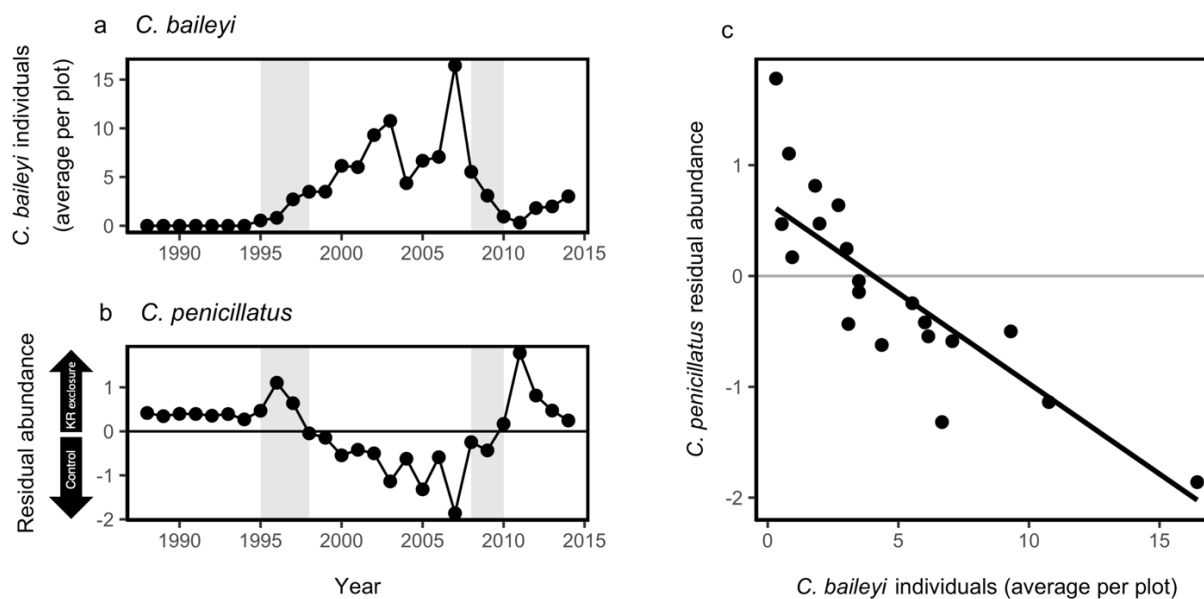 a C. baileyi
C. baileyi individuals
(average per plot)
15
10
5
0
1990 1995 2000 2005 2010 2015
b C. penicillatus
Residual abundance
KR exclosure
Control
1
0
-1
-2
1990 1995 2000 2005 2010 2015
Year
c
C. penicillatus residual abundance
1
0
-1
-2
0 5 10 15
C. baileyi individuals (average per plot)